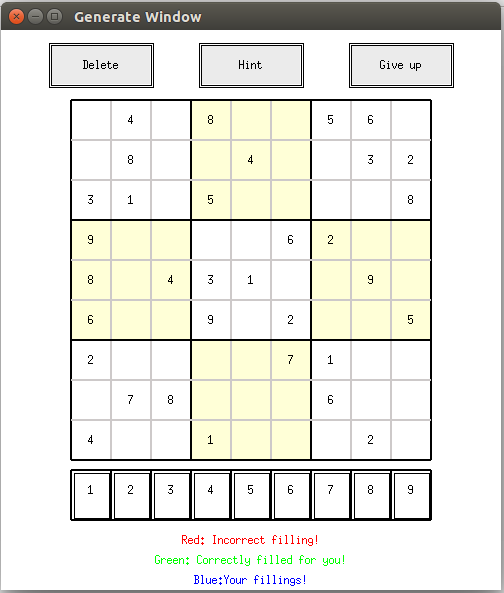 Generate Window
Delete Hint Give up
4 8 5 6
8 4 3 2
3 1 5 8
9 6 2
8 4 3 1 9
6 9 2 5
2 7 1
7 8 6
4 1 2
1 2 3 4 5 6 7 8 9
Red: Incorrect filling!
Green: Correctly filled for you!
Blue:Your fillings!